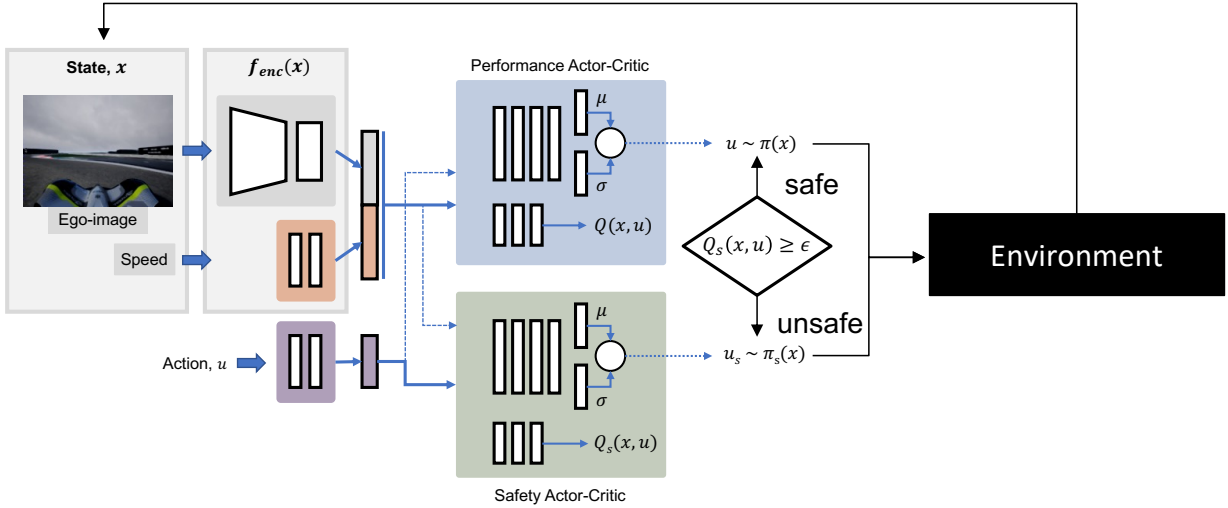 State, x
f_enc(x)
Ego-image
Speed
Action, u
Performance Actor-Critic
μ
σ
Q(x, u)
μ
σ
Q_s(x, u)
Safety Actor-Critic
u ~ π(x)
safe
Q_s(x, u) ≥ ϵ
unsafe
u_s ~ π_s(x)
Environment